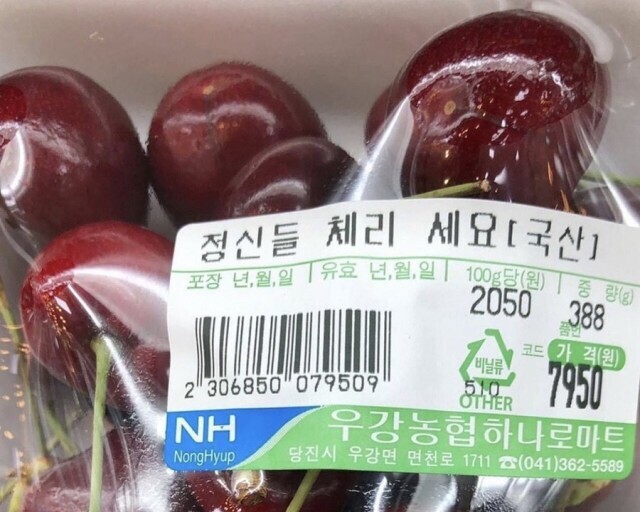 정신들 체리 세요[국산]
포장 년,월,일 유효 년,월,일 100g당(원) 중 량(g)
2050 388
품번
비닐류 코드 가 격(원)
510 7950
OTHER
2 306850 079509
NH 우강농협하나로마트
NongHyup 당진시 우강면 면천로 1711 ☎(041)362-5589